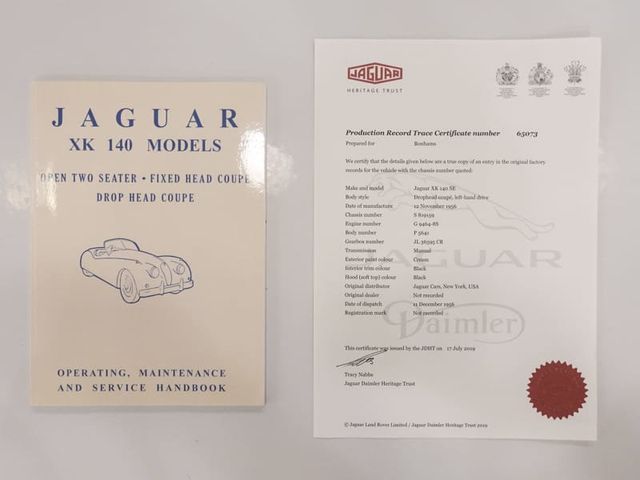 JAGUAR
XK 140 MODELS
OPEN TWO SEATER • FIXED HEAD COUPE
DROP HEAD COUPE
OPERATING, MAINTENANCE
AND SERVICE HANDBOOK
JAGUAR
HERITAGE TRUST
Production Record Trace Certificate number 65073
Prepared for Bonhams
We certify that the details given below are a true copy of an entry in the original factory
records for the vehicle with the chassis number quoted:
Make and model Jaguar XK 140 SE
Body style Drophead coupé, left-hand drive
Date of manufacture 12 November 1956
Chassis number S 819159
Engine number G 9464-8S
Body number P 5641
Gearbox number JL 36395 CR
Transmission Manual
Exterior paint colour Cream
Interior trim colour Black
Hood (soft top) colour Black
Original distributor Jaguar Cars, New York, USA
Original dealer Not recorded
Date of dispatch 11 December 1956
Registration mark Not recorded
JAGUAR
Daimler
This certificate was issued by the JDHT on 17 July 2019
Tracy Nabbs
Jaguar Daimler Heritage Trust
© Jaguar Land Rover Limited / Jaguar Daimler Heritage Trust 2019